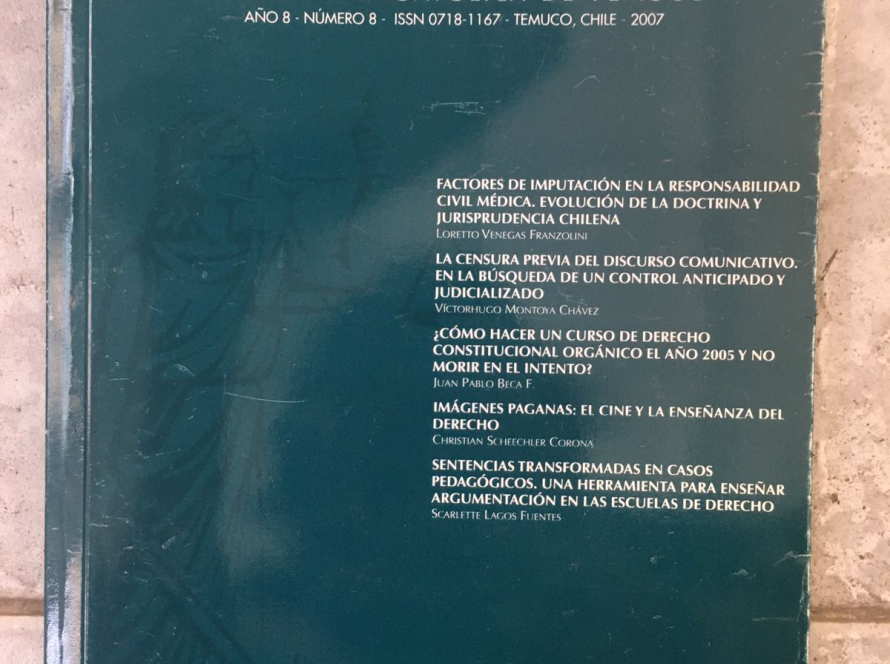 AÑO 8 - NÚMERO 8 - ISSN 0718-1167 - TEMUCO, CHILE - 2007
FACTORES DE IMPUTACIÓN EN LA RESPONSABILIDAD
CIVIL MÉDICA. EVOLUCIÓN DE LA DOCTRINA Y
JURISPRUDENCIA CHILENA
LORETTO VENEGAS FRANZOLINI
LA CENSURA PREVIA DEL DISCURSO COMUNICATIVO.
EN LA BÚSQUEDA DE UN CONTROL ANTICIPADO Y
JUDICIALIZADO
VÍCTORHUGO MONTOYA CHÁVEZ
¿CÓMO HACER UN CURSO DE DERECHO
CONSTITUCIONAL ORGÁNICO EL AÑO 2005 Y NO
MORIR EN EL INTENTO?
JUAN PABLO BECA F.
IMÁGENES PAGANAS: EL CINE Y LA ENSEÑANZA DEL
DERECHO
CHRISTIAN SCHEECHLER CORONA
SENTENCIAS TRANSFORMADAS EN CASOS
PEDAGÓGICOS. UNA HERRAMIENTA PARA ENSEÑAR
ARGUMENTACIÓN EN LAS ESCUELAS DE DERECHO
SCARLETTE LAGOS FUENTES